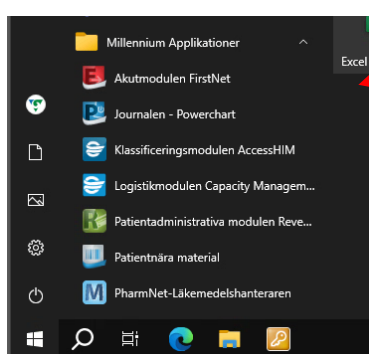 Millennium Applikationer
Excel
Akutmodulen FirstNet
Journalen - Powerchart
Klassificeringsmodulen AccessHIM
Logistikmodulen Capacity Managem...
Patientadministrativa modulen Reve...
Patientnära material
PharmNet-Läkemedelshanteraren